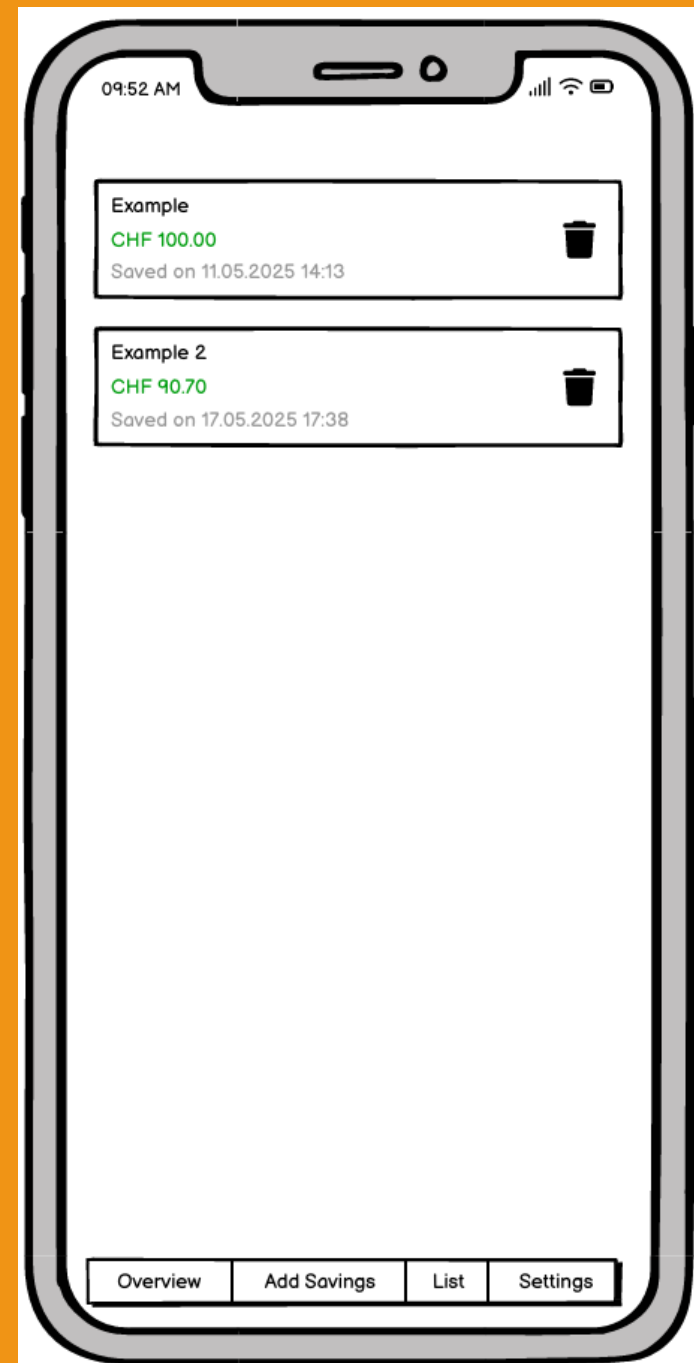 09:52 AM
Example
CHF 100.00
Saved on 11.05.2025 14:13
Example 2
CHF 90.70
Saved on 17.05.2025 17:38
Overview Add Savings List Settings